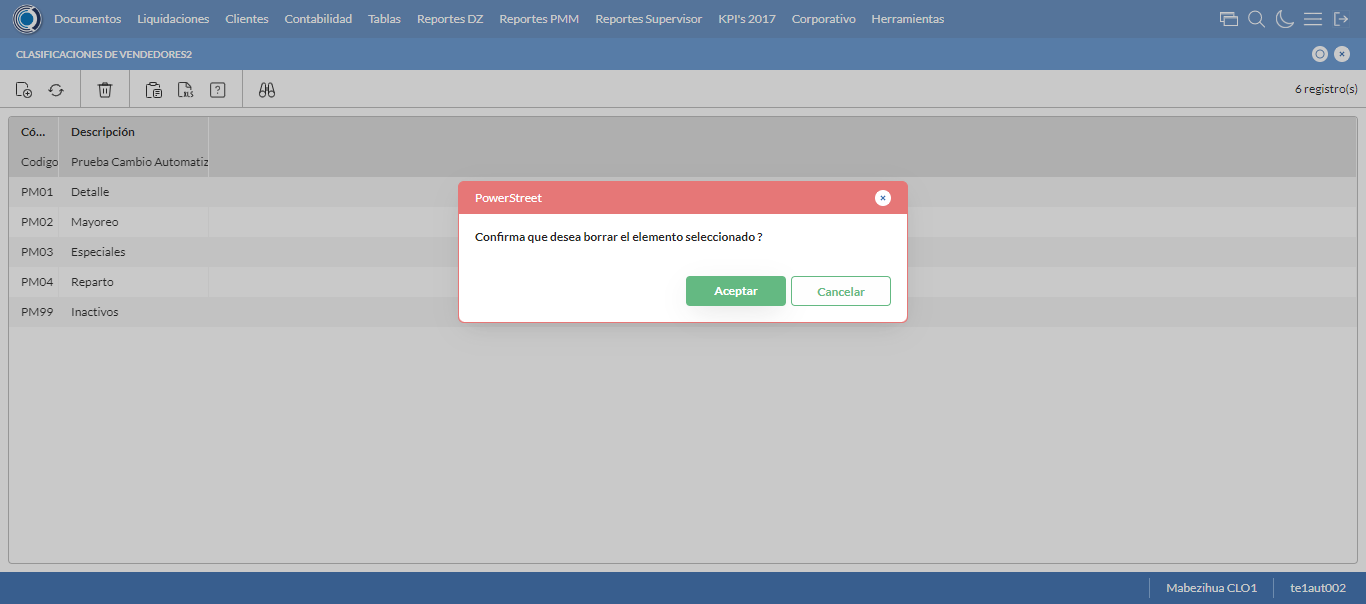 Documentos Liquidaciones Clientes Contabilidad Tablas Reportes DZ Reportes PMM Reportes Supervisor KPI's 2017 Corporativo Herramientas
CLASIFICACIONES DE VENDEDORES2
XLS ? 6 registro(s)
Có... Descripción
Codigo Prueba Cambio Automatiz
PM01 Detalle
PM02 Mayoreo
PM03 Especiales
PM04 Reparto
PM99 Inactivos
PowerStreet
Confirma que desea borrar el elemento seleccionado ?
Aceptar Cancelar
Mabezihua CLO1 te1aut002